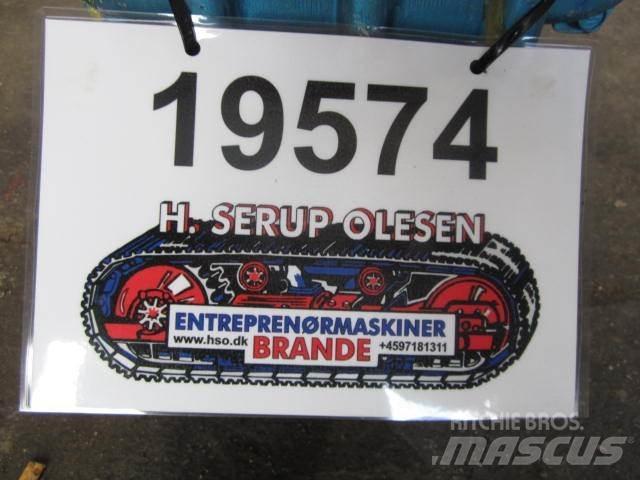 19574
H. SERUP OLESEN
ENTREPRENØRMASKINER
www.hso.dk BRANDE +4597181311
RITCHIE BROS.
MASCUS